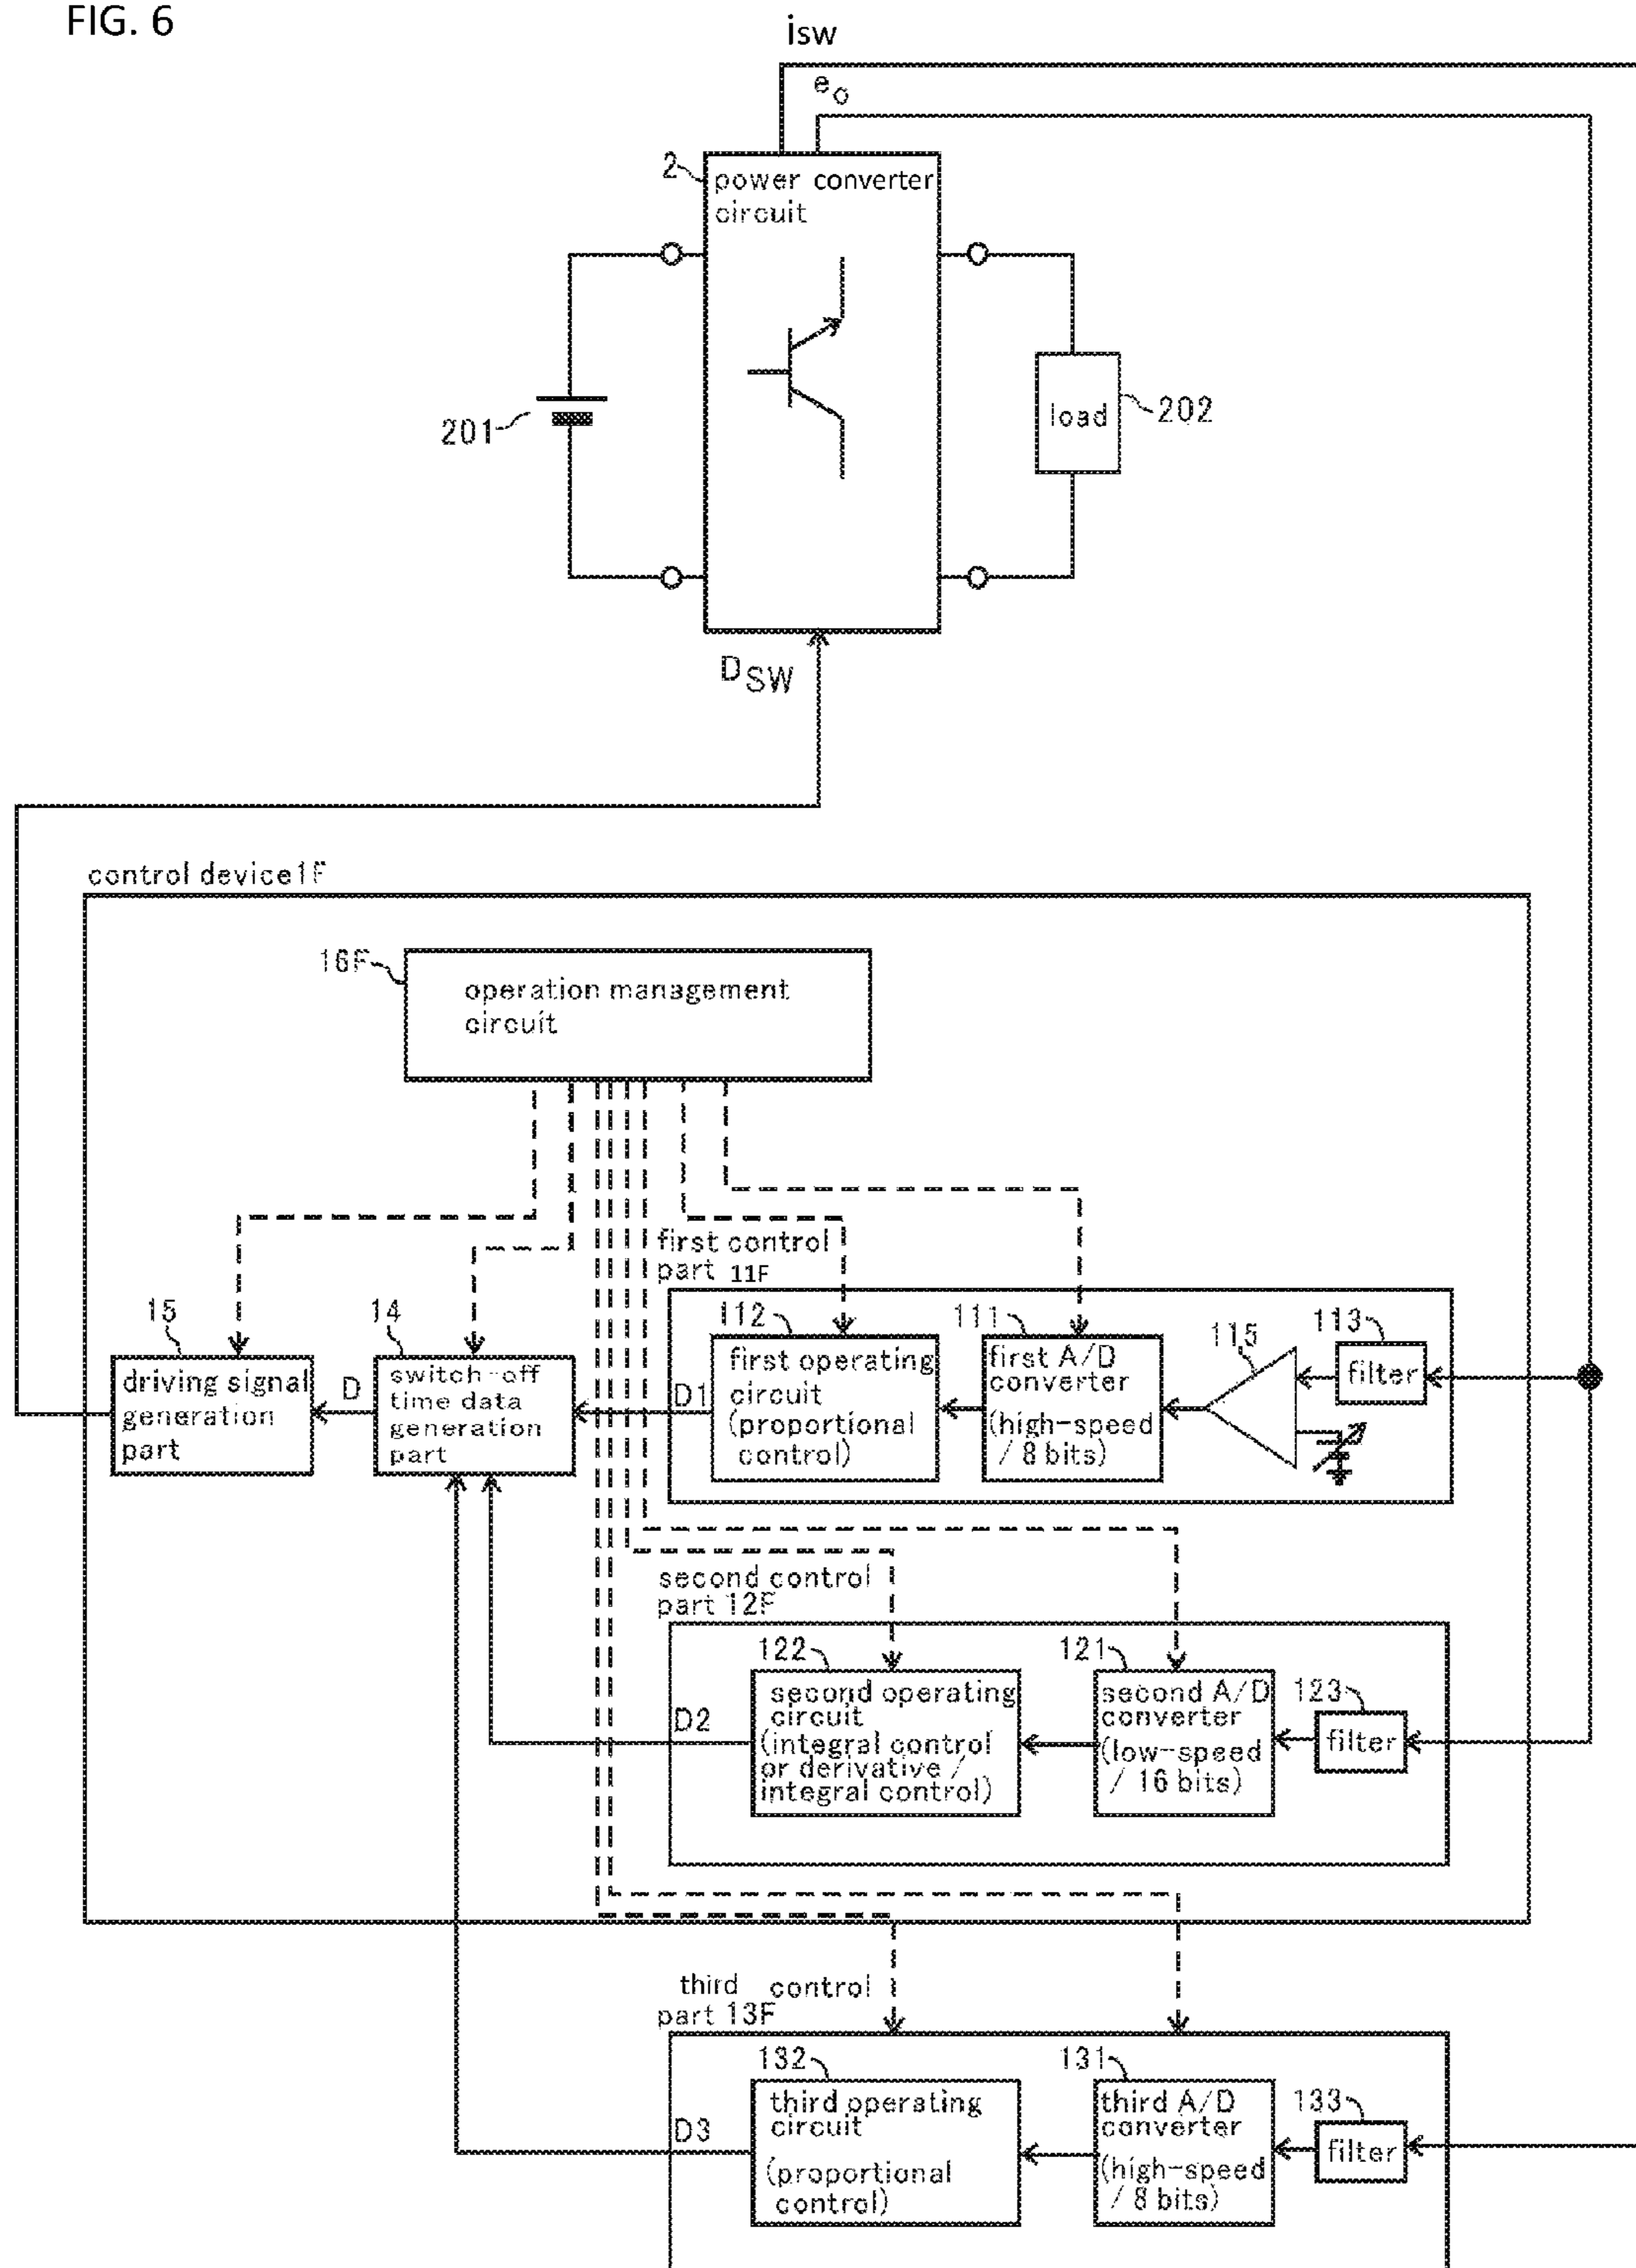 FIG. 6
isw
eo
2
power converter
circuit
201
load
202
DSW
control device1F
16F
operation management
circuit
first control
part 11F
15
14
112
111
115
113
driving signal
generation
part
D
switch-off
time data
generation
part
D1
first operating
circuit
(proportional
control)
first A/D
converter
(high-speed
/ 8 bits)
filter
second control
part 12F
122
121
123
D2
second operating
circuit
(integral control
or derivative /
integral control)
second A/D
converter
(low-speed
/ 16 bits)
filter
third control
part 13F
132
131
133
D3
third operating
circuit
(proportional
control)
third A/D
converter
(high-speed
/ 8 bits)
filter